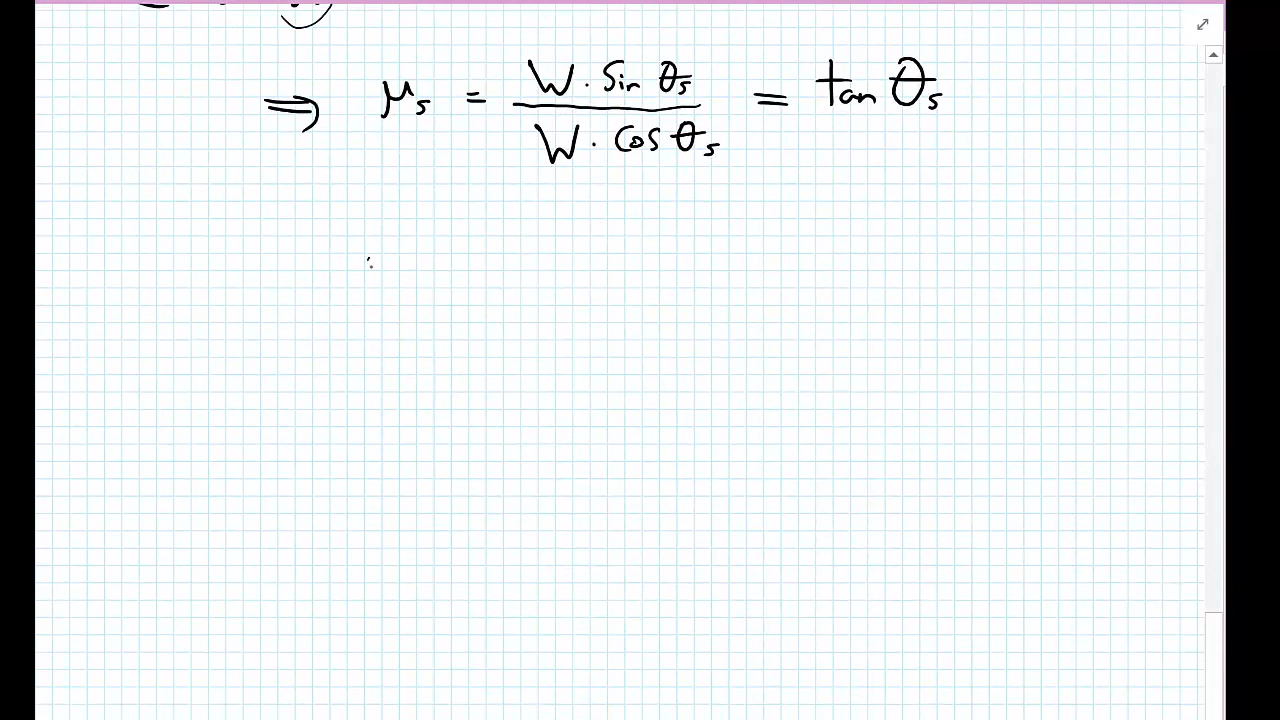 ⇒ μs = W · Sin θs / W · Cos θs = tan θs